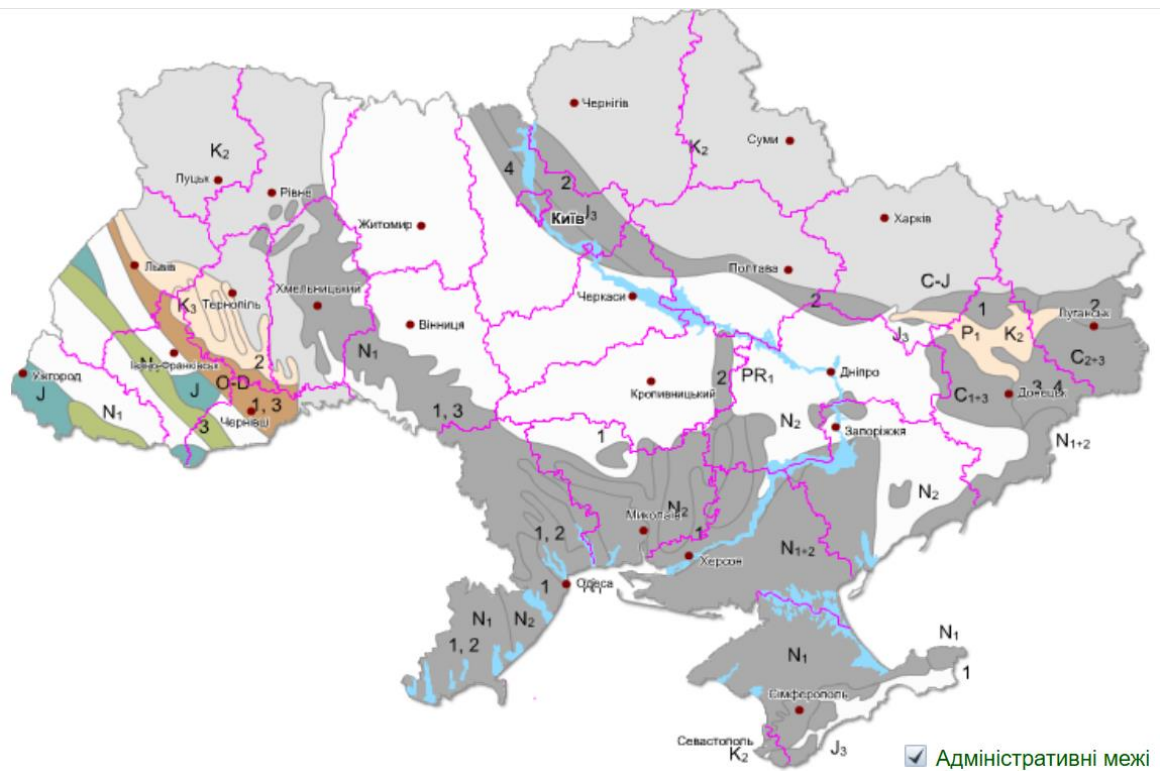 Чернігів
Суми
K₂
4
2
K₂
Луцьк
Рівне
J₃
Київ
Харків
Житомир
Львів
Полтава
Хмельницький
K₃
Тернопіль
Черкаси
2
C-J
1
2
Луганськ
J₃
P₁
K₂
Вінниця
N₁
2
C₂+₃
Івано-Франківськ
Ужгород
J
O-D
J
2
PR₁
Дніпро
Кропивницький
C₁+₃
3, 4
Донецьк
N₁
1, 3
3
Чернівці
1, 3
N₂
Запоріжжя
1
N₁+₂
N₂
N₂
Миколаїв
1
1, 2
Херсон
N₁+₂
1
Одеса
N₁
N₂
1, 2
N₁
N₁
1
Сімферополь
Севастополь
K₂
J₃
Адміністративні межі